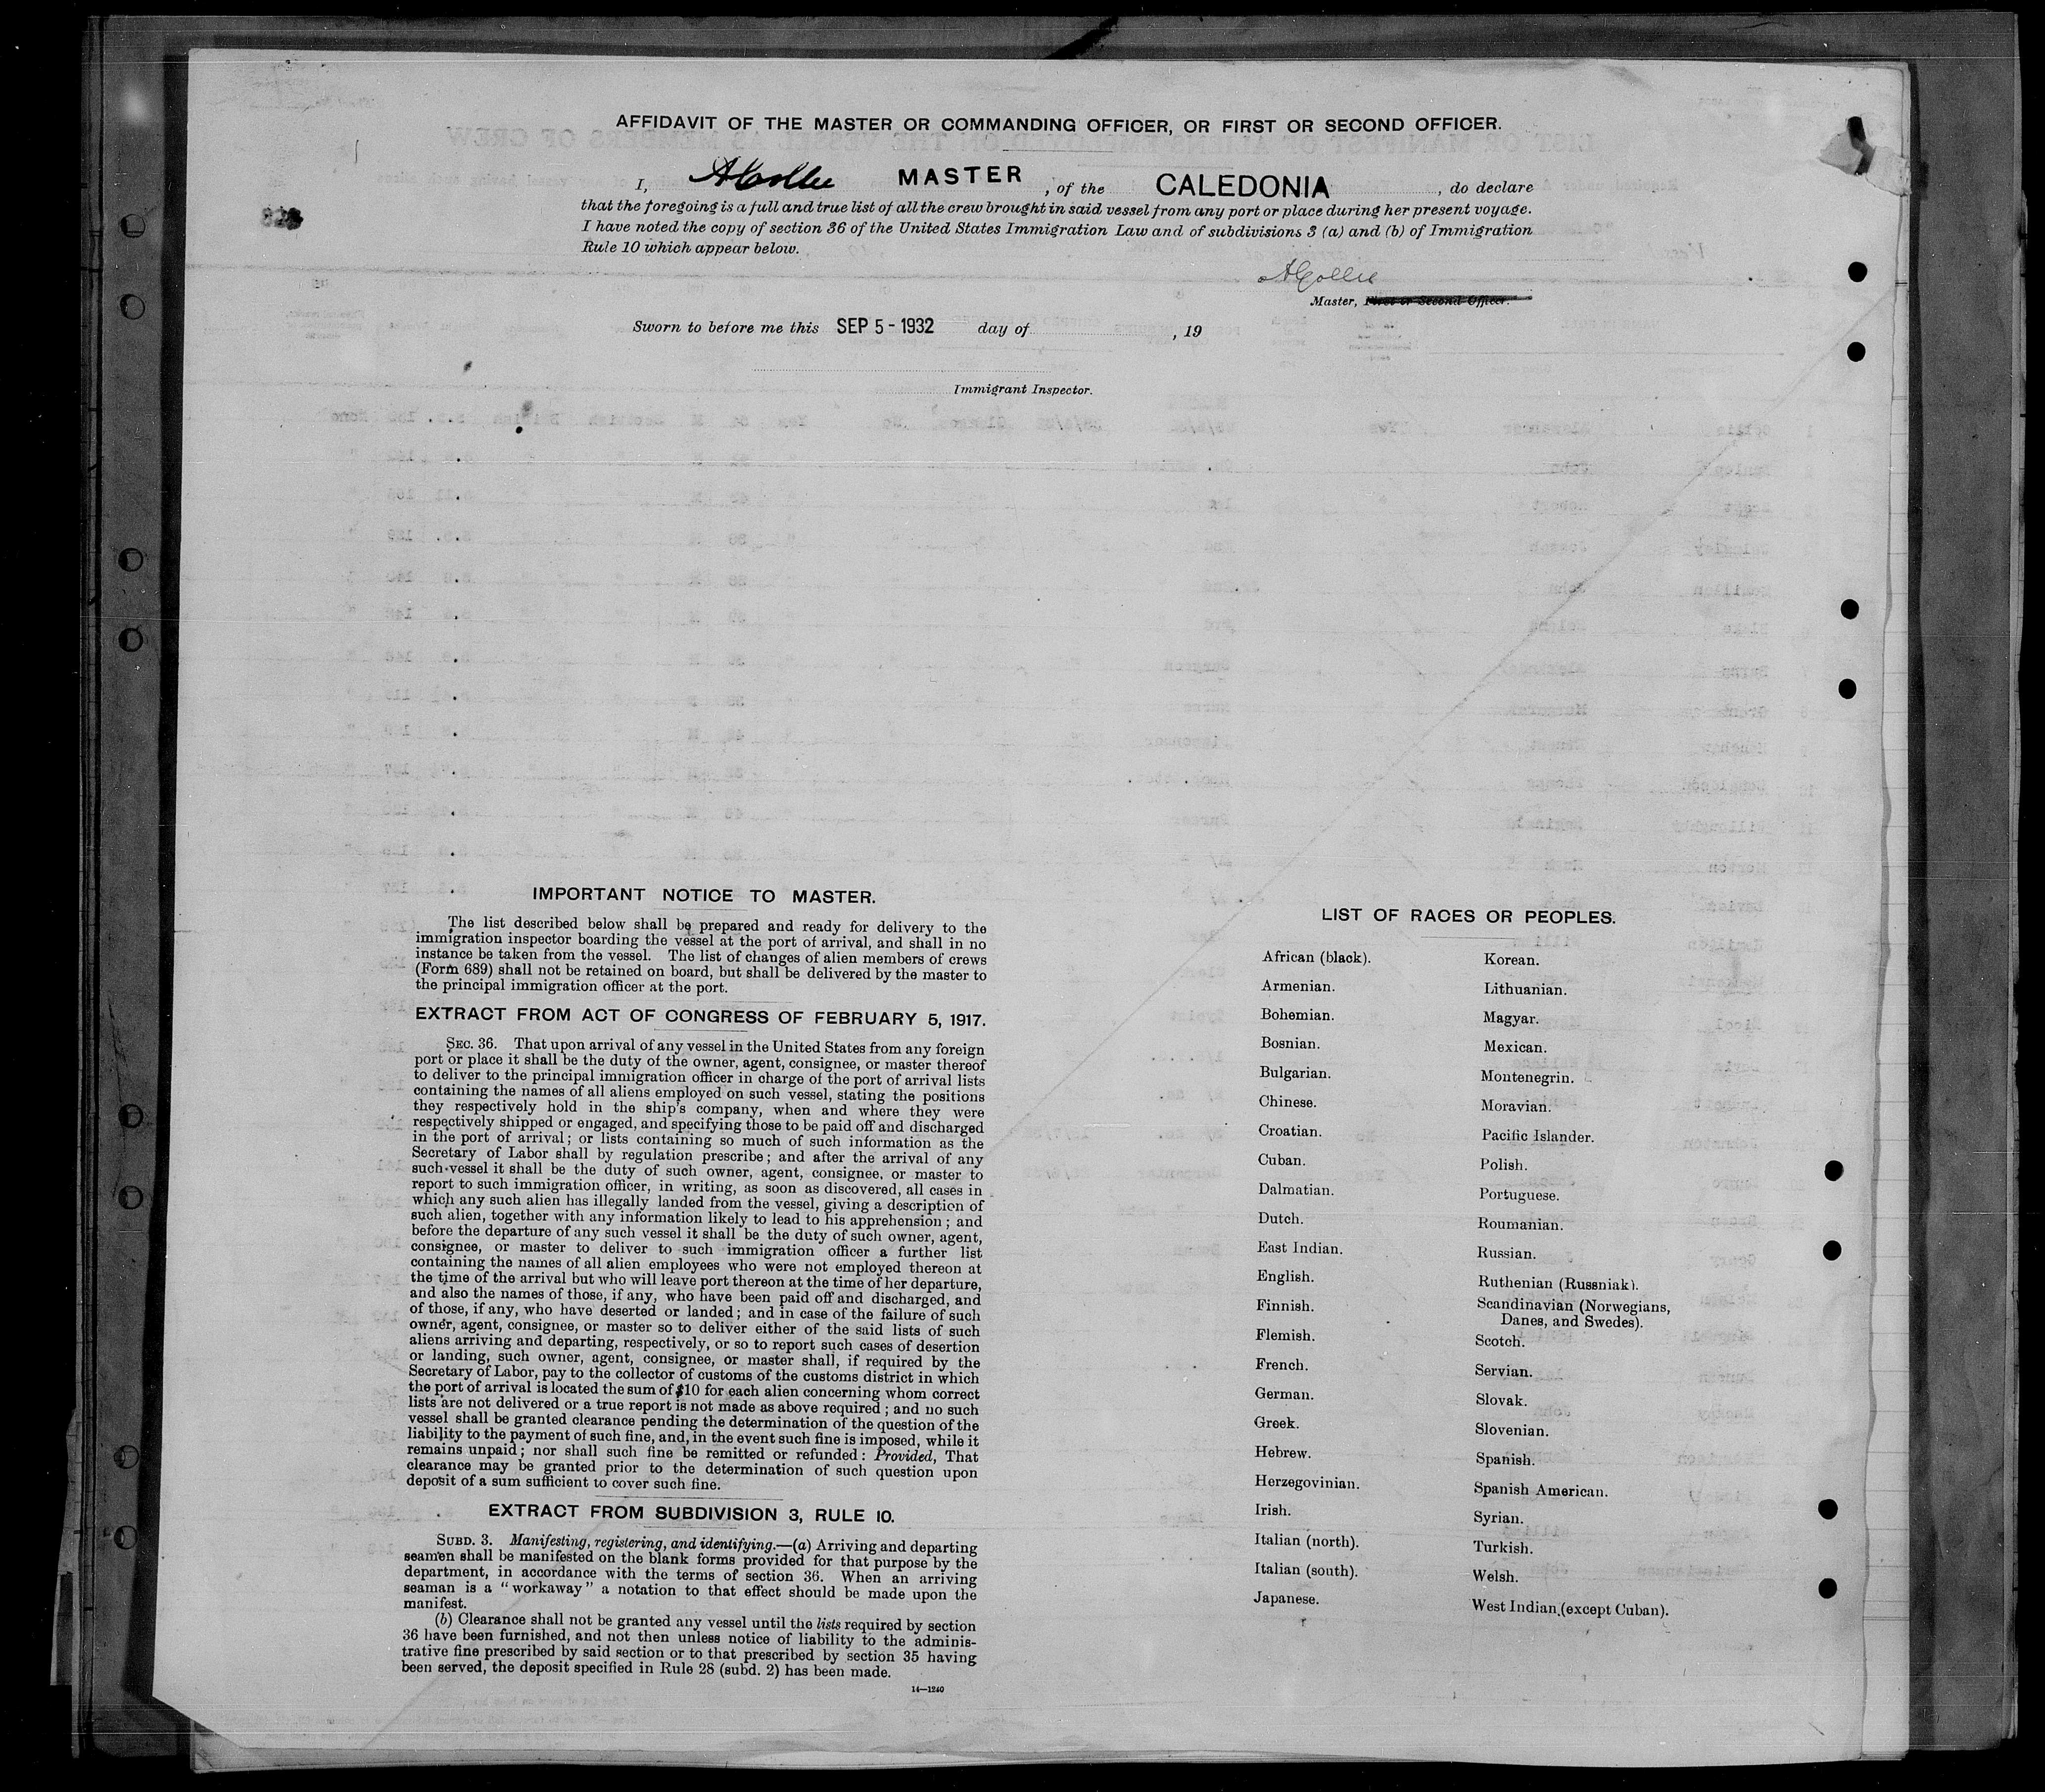 AFFIDAVIT OF THE MASTER OR COMMANDING OFFICER, OR FIRST OR SECOND OFFICER.
I, A Collie MASTER, of the CALEDONIA, do declare
that the foregoing is a full and true list of all the crew brought in said vessel from any port or place during her present voyage.
I have noted the copy of section 36 of the United States Immigration Law and of subdivisions 3 (a) and (b) of Immigration
Rule 10 which appear below.
A Collie
Master, First or Second Officer.
Sworn to before me this SEP 5 - 1932 day of , 19
Immigrant Inspector.
IMPORTANT NOTICE TO MASTER.
The list described below shall be prepared and ready for delivery to the
immigration inspector boarding the vessel at the port of arrival, and shall in no
instance be taken from the vessel. The list of changes of alien members of crews
(Form 689) shall not be retained on board, but shall be delivered by the master to
the principal immigration officer at the port.
EXTRACT FROM ACT OF CONGRESS OF FEBRUARY 5, 1917.
SEC. 36. That upon arrival of any vessel in the United States from any foreign
port or place it shall be the duty of the owner, agent, consignee, or master thereof
to deliver to the principal immigration officer in charge of the port of arrival lists
containing the names of all aliens employed on such vessel, stating the positions
they respectively hold in the ship's company, when and where they were
respectively shipped or engaged, and specifying those to be paid off and discharged
in the port of arrival; or lists containing so much of such information as the
Secretary of Labor shall by regulation prescribe; and after the arrival of any
such vessel it shall be the duty of such owner, agent, consignee, or master to
report to such immigration officer, in writing, as soon as discovered, all cases in
which any such alien has illegally landed from the vessel, giving a description of
such alien, together with any information likely to lead to his apprehension; and
before the departure of any such vessel it shall be the duty of such owner, agent,
consignee, or master to deliver to such immigration officer a further list
containing the names of all alien employees who were not employed thereon at
the time of the arrival but who will leave port thereon at the time of her departure,
and also the names of those, if any, who have been paid off and discharged, and
of those, if any, who have deserted or landed; and in case of the failure of such
owner, agent, consignee, or master so to deliver either of the said lists of such
aliens arriving and departing, respectively, or so to report such cases of desertion
or landing, such owner, agent, consignee, or master shall, if required by the
Secretary of Labor, pay to the collector of customs of the customs district in which
the port of arrival is located the sum of $10 for each alien concerning whom correct
lists are not delivered or a true report is not made as above required; and no such
vessel shall be granted clearance pending the determination of the question of the
liability to the payment of such fine, and, in the event such fine is imposed, while it
remains unpaid; nor shall such fine be remitted or refunded: Provided, That
clearance may be granted prior to the determination of such question upon
deposit of a sum sufficient to cover such fine.
EXTRACT FROM SUBDIVISION 3, RULE 10.
SUBD. 3. Manifesting, registering, and identifying.—(a) Arriving and departing
seamen shall be manifested on the blank forms provided for that purpose by the
department, in accordance with the terms of section 36. When an arriving
seaman is a "workaway" a notation to that effect should be made upon the
manifest.
(b) Clearance shall not be granted any vessel until the lists required by section
36 have been furnished, and not then unless notice of liability to the adminis-
trative fine prescribed by said section or to that prescribed by section 35 having
been served, the deposit specified in Rule 28 (subd. 2) has been made.
14—1240
LIST OF RACES OR PEOPLES.
African (black).
Armenian.
Bohemian.
Bosnian.
Bulgarian.
Chinese.
Croatian.
Cuban.
Dalmatian.
Dutch.
East Indian.
English.
Finnish.
Flemish.
French.
German.
Greek.
Hebrew.
Herzegovinian.
Irish.
Italian (north).
Italian (south).
Japanese.
Korean.
Lithuanian.
Magyar.
Mexican.
Montenegrin.
Moravian.
Pacific Islander.
Polish.
Portuguese.
Roumanian.
Russian.
Ruthenian (Russniak).
Scandinavian (Norwegians,
Danes, and Swedes).
Scotch.
Servian.
Slovak.
Slovenian.
Spanish.
Spanish American.
Syrian.
Turkish.
Welsh.
West Indian (except Cuban).